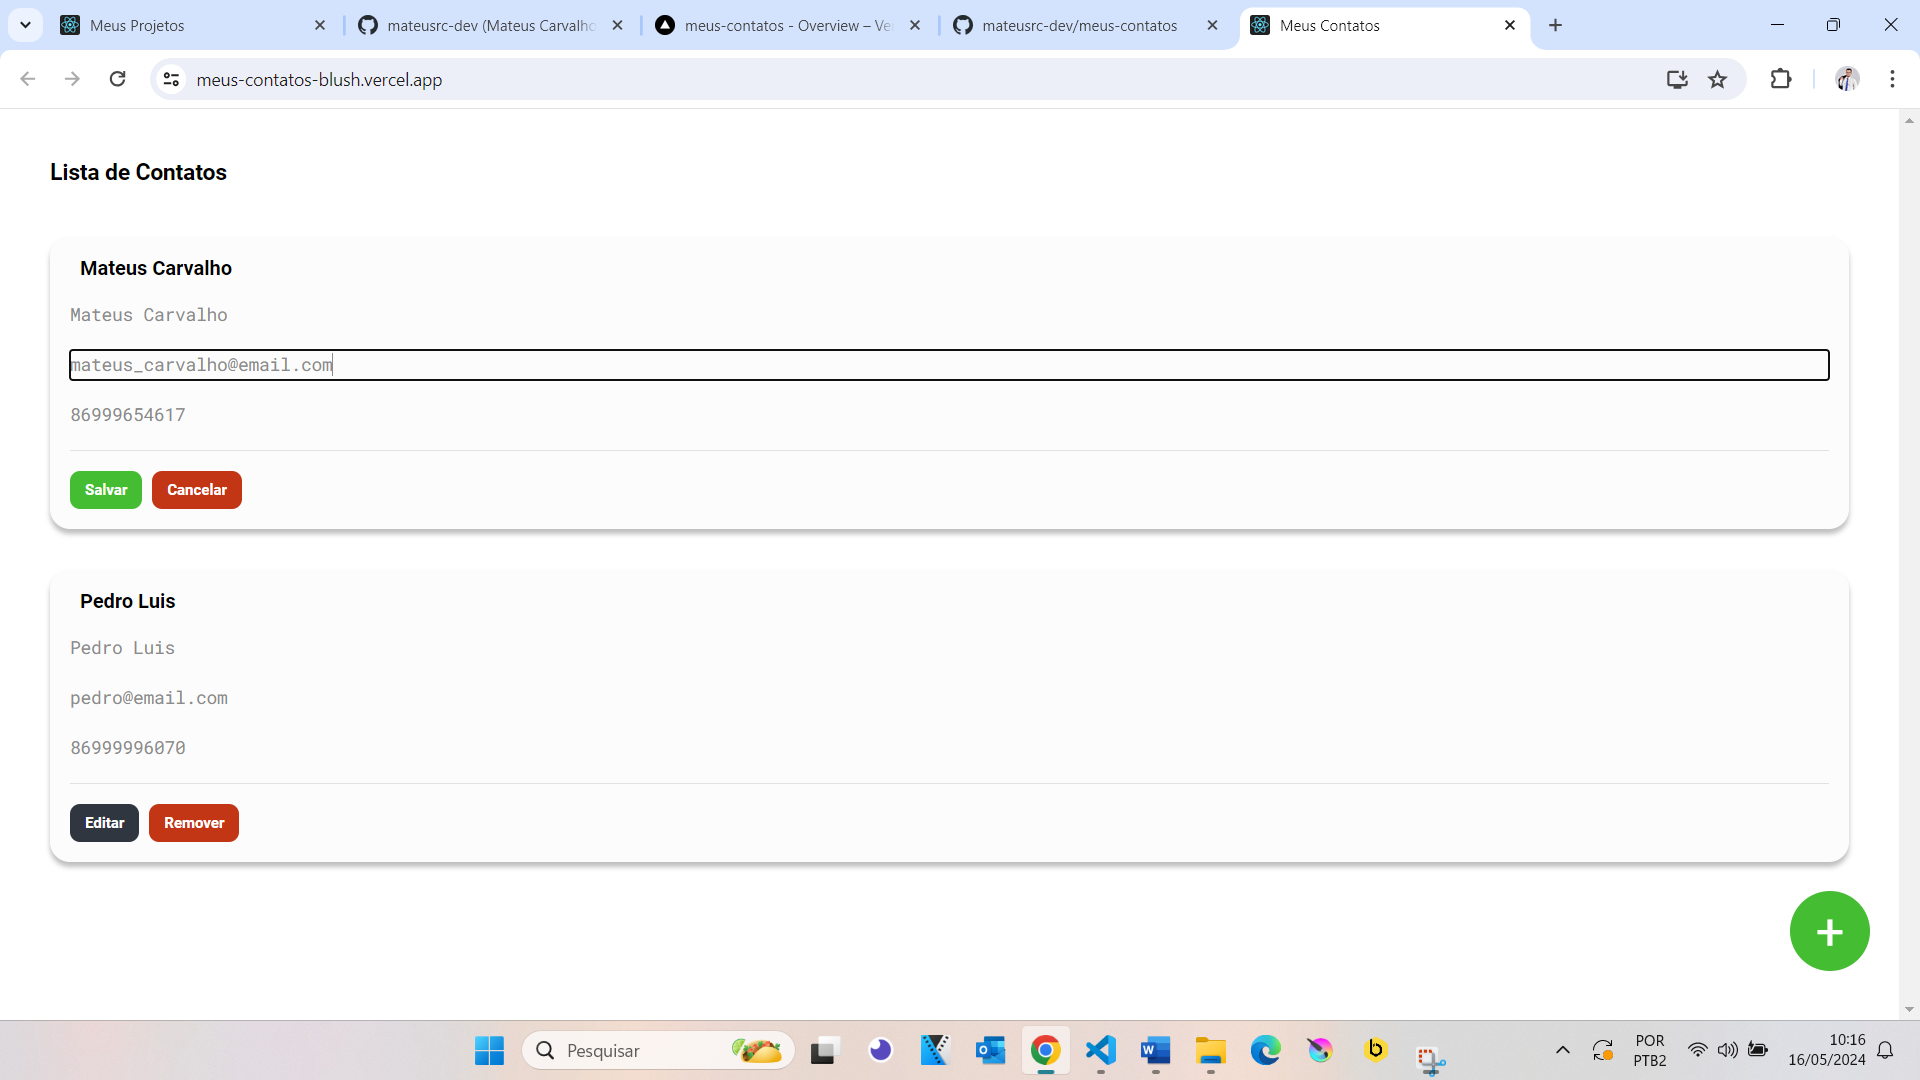 Meus Projetos
mateusrc-dev (Mateus Carvalho
meus-contatos - Overview – Ve
mateusrc-dev/meus-contatos
Meus Contatos
meus-contatos-blush.vercel.app
Lista de Contatos
Mateus Carvalho
Mateus Carvalho
mateus_carvalho@email.com
86999654617
Salvar
Cancelar
Pedro Luis
Pedro Luis
pedro@email.com
86999996070
Editar
Remover
+
Pesquisar
POR
PTB2
10:16
16/05/2024